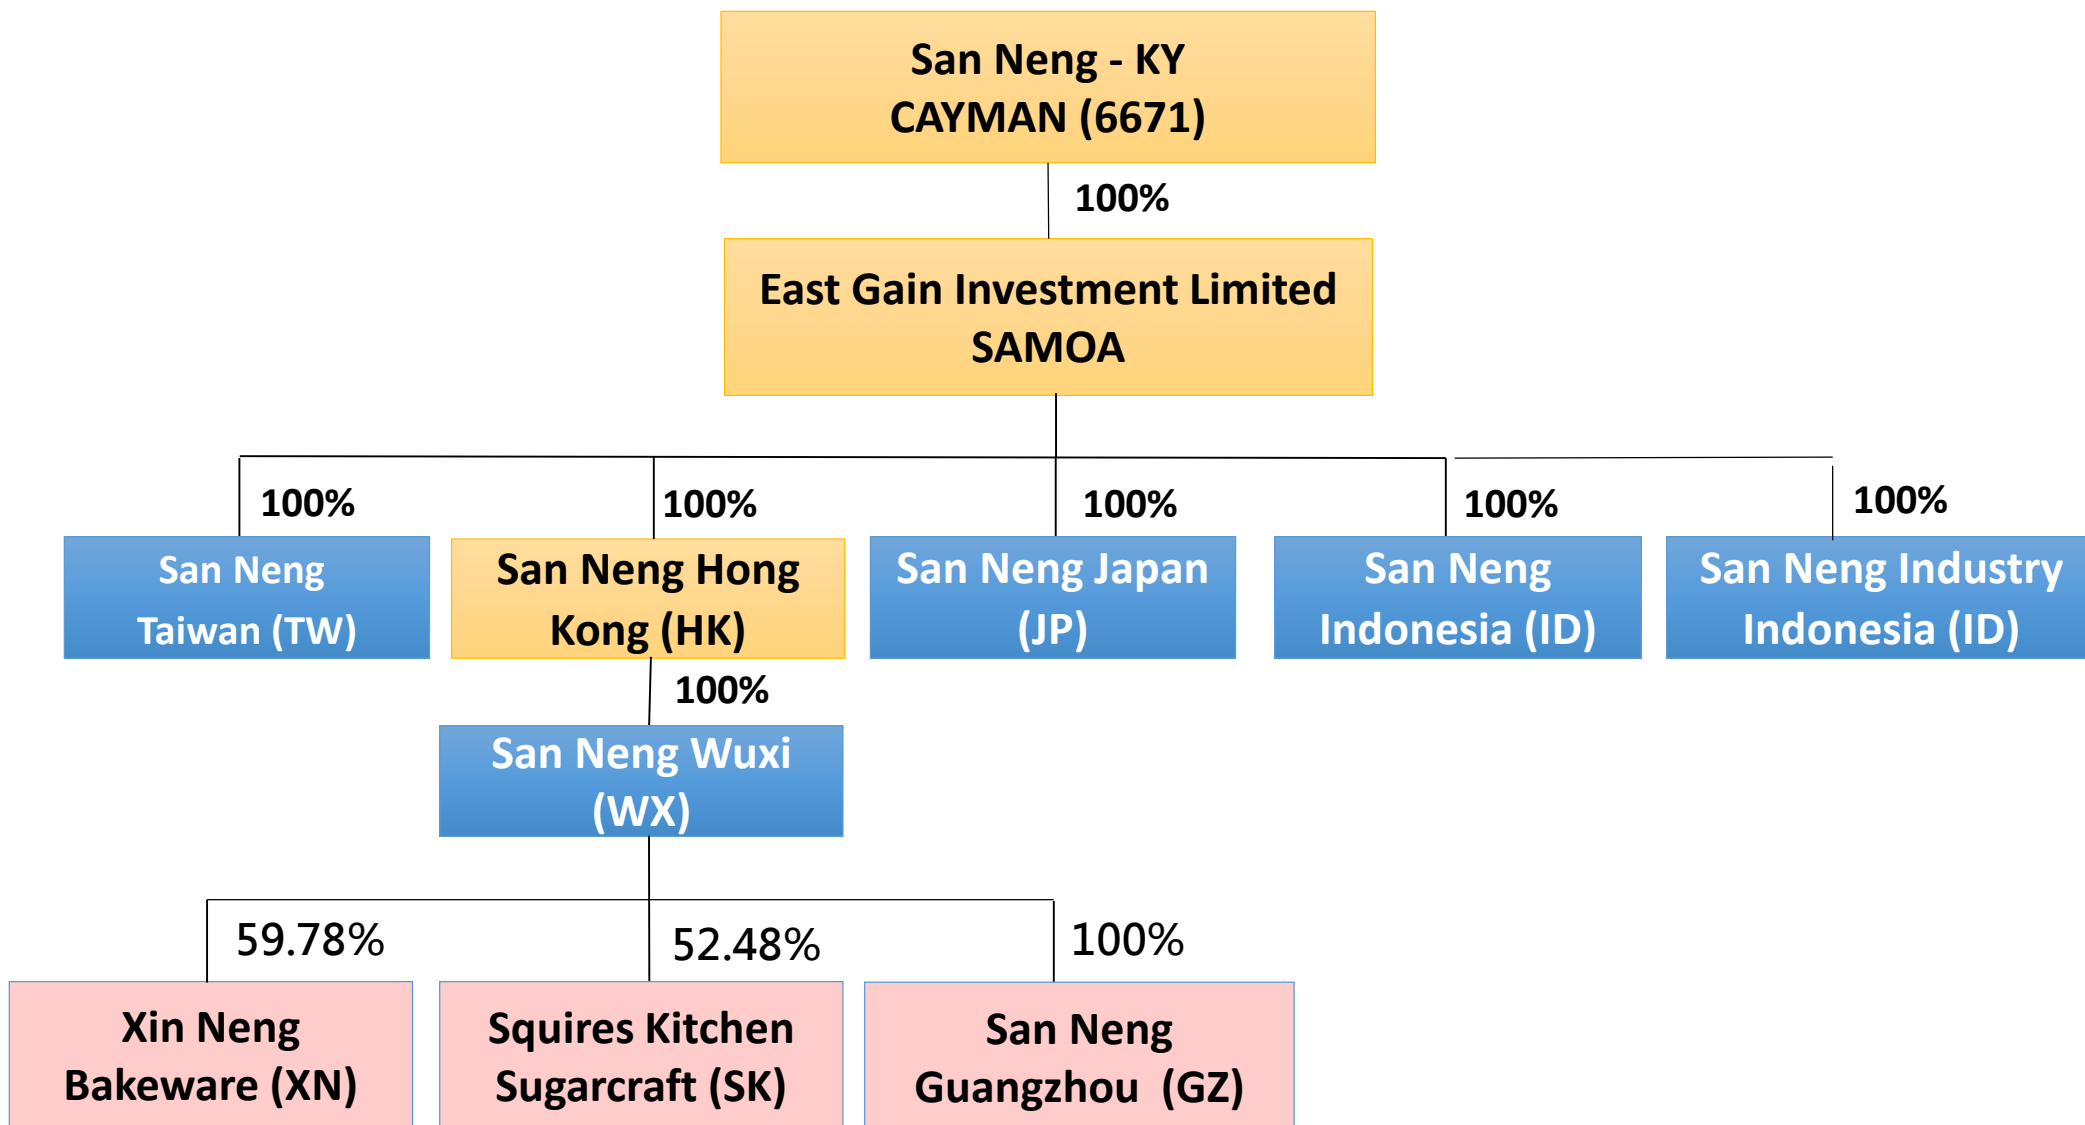 San Neng - KY
CAYMAN (6671)
100%
East Gain Investment Limited
SAMOA
100%
100%
100%
100%
100%
San Neng
Taiwan (TW)
San Neng Hong
Kong (HK)
San Neng Japan
(JP)
San Neng
Indonesia (ID)
San Neng Industry
Indonesia (ID)
100%
San Neng Wuxi
(WX)
59.78%
52.48%
100%
Xin Neng
Bakeware (XN)
Squires Kitchen
Sugarcraft (SK)
San Neng
Guangzhou (GZ)